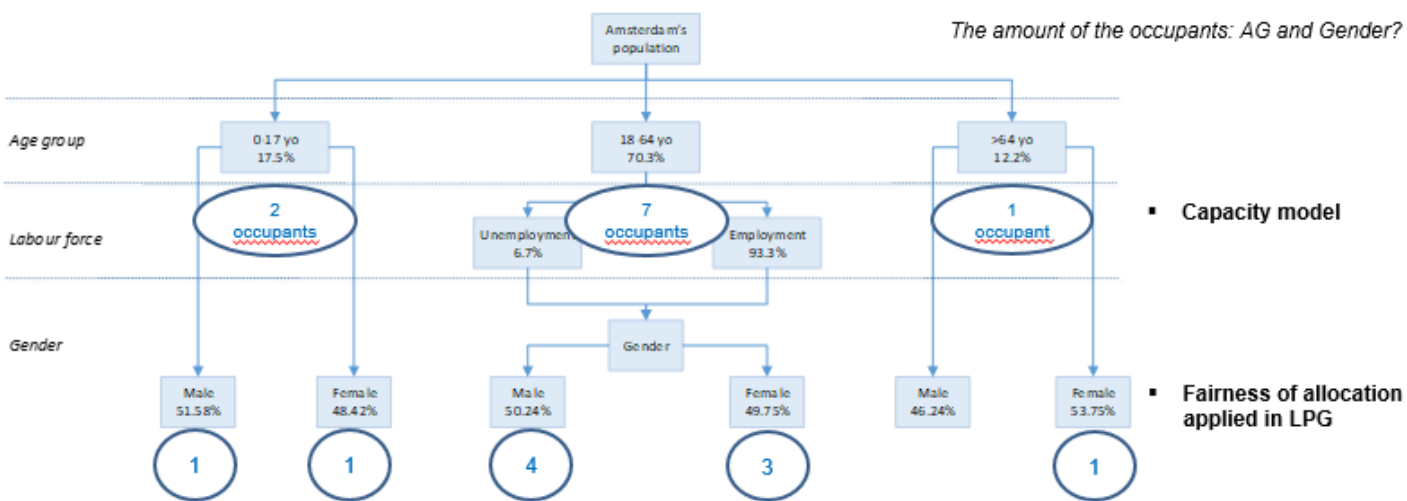 Amsterdam's
population
The amount of the occupants: AG and Gender?
Age group
0-17 yo
17.5%
18-64 yo
70.3%
>64 yo
12.2%
Labour force
2
occupants
Unemployment
6.7%
7
occupants
Employment
93.3%
1
occupant
▪ Capacity model
Gender
Gender
Male
51.58%
Female
48.42%
Male
50.24%
Female
49.75%
Male
46.24%
Female
53.75%
▪ Fairness of allocation
applied in LPG
1
1
4
3
1